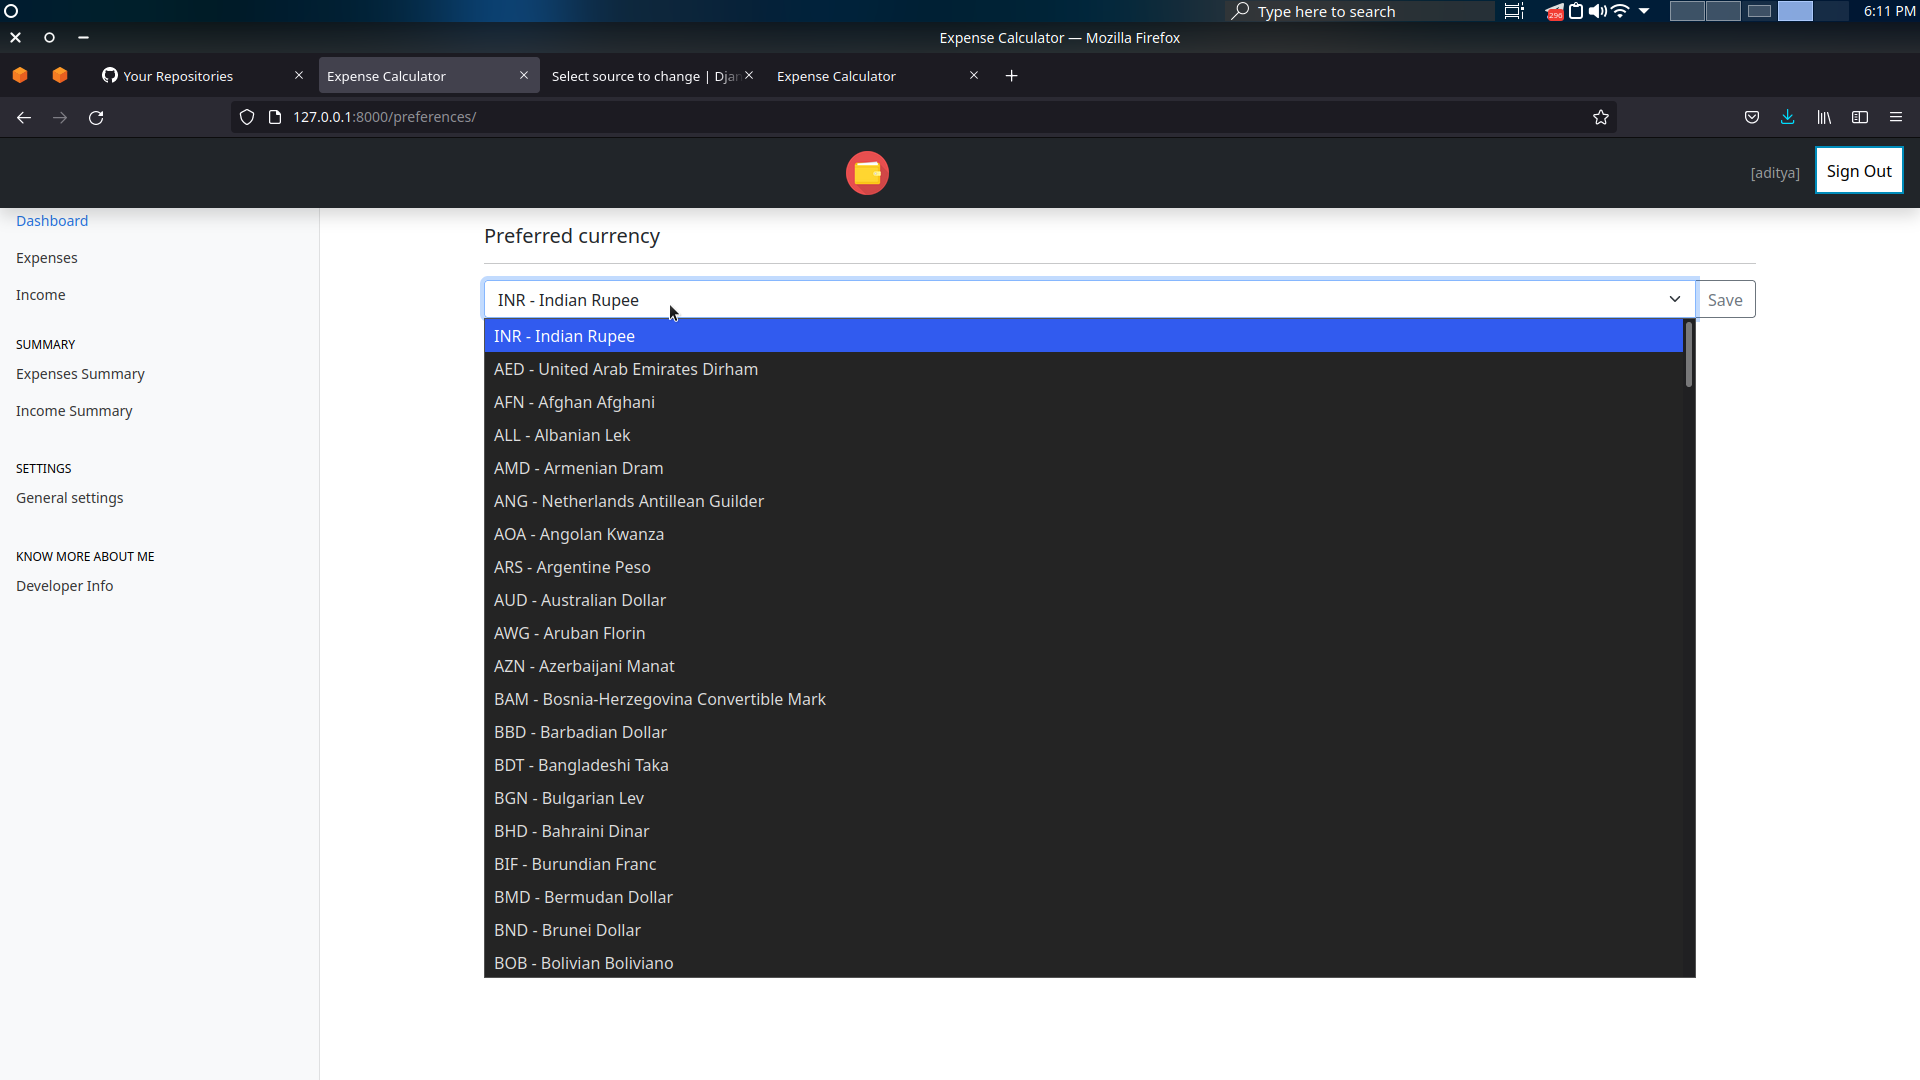 Type here to search
296
6:11 PM
Expense Calculator — Mozilla Firefox
Your Repositories
Expense Calculator
Select source to change | Djan
Expense Calculator
127.0.0.1:8000/preferences/
[aditya]
Sign Out
Dashboard
Expenses
Income
SUMMARY
Expenses Summary
Income Summary
SETTINGS
General settings
KNOW MORE ABOUT ME
Developer Info
Preferred currency
INR - Indian Rupee
Save
INR - Indian Rupee
AED - United Arab Emirates Dirham
AFN - Afghan Afghani
ALL - Albanian Lek
AMD - Armenian Dram
ANG - Netherlands Antillean Guilder
AOA - Angolan Kwanza
ARS - Argentine Peso
AUD - Australian Dollar
AWG - Aruban Florin
AZN - Azerbaijani Manat
BAM - Bosnia-Herzegovina Convertible Mark
BBD - Barbadian Dollar
BDT - Bangladeshi Taka
BGN - Bulgarian Lev
BHD - Bahraini Dinar
BIF - Burundian Franc
BMD - Bermudan Dollar
BND - Brunei Dollar
BOB - Bolivian Boliviano